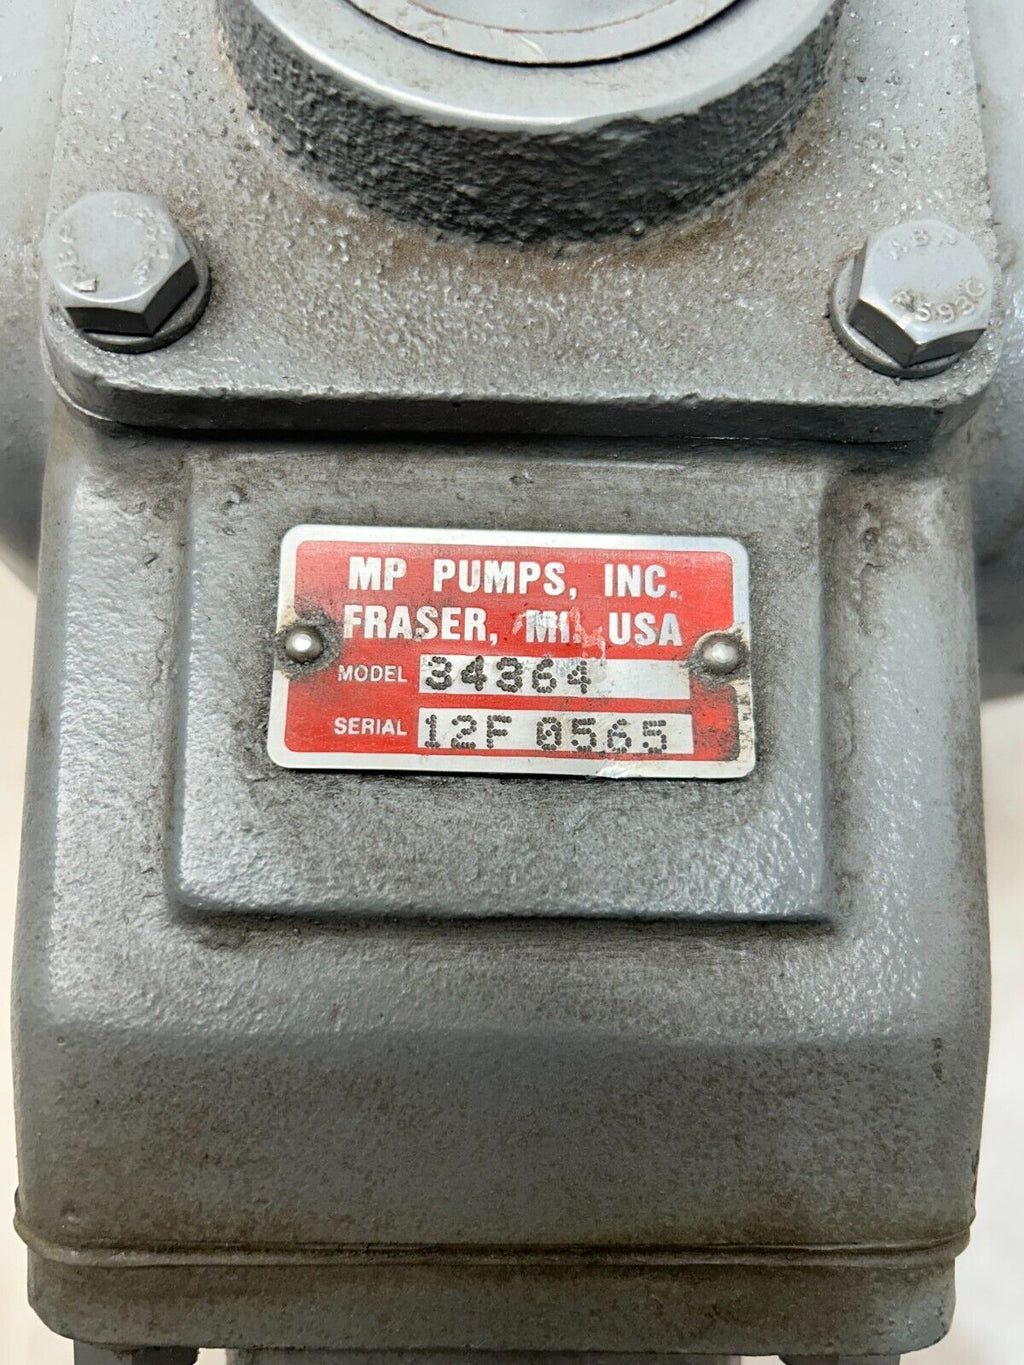 MP PUMPS, INC.
FRASER, MI. USA
MODEL 34364
SERIAL 12F 0565